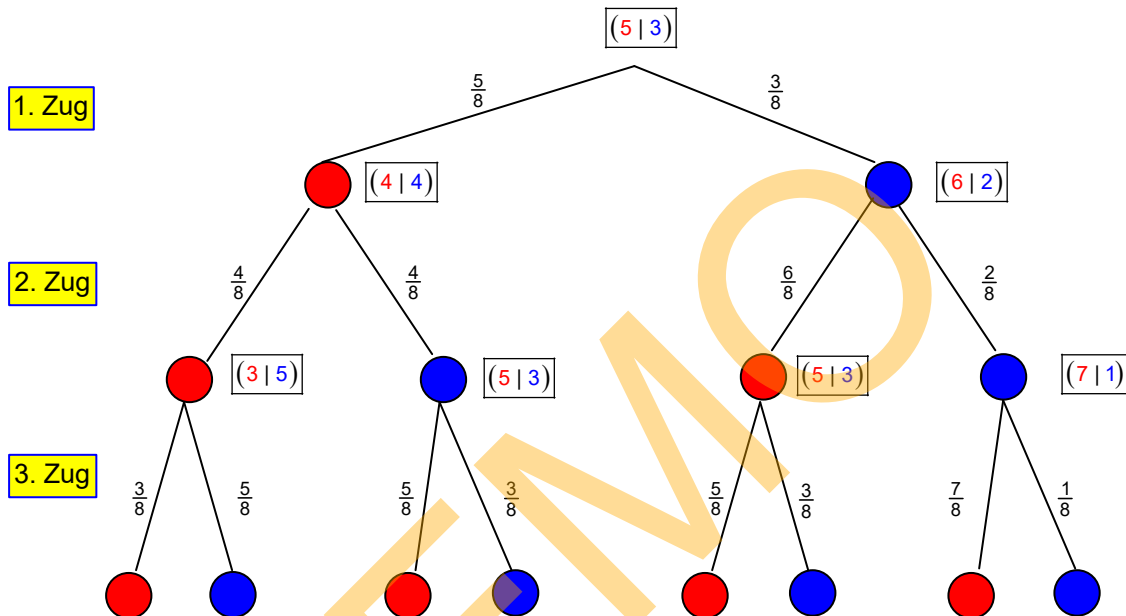 (5 | 3)
5/8 3/8
1. Zug
(4 | 4) (6 | 2)
4/8 4/8 6/8 2/8
2. Zug
(3 | 5) (5 | 3) (5 | 3) (7 | 1)
3. Zug
3/8 5/8 5/8 3/8 5/8 3/8 7/8 1/8
EMO